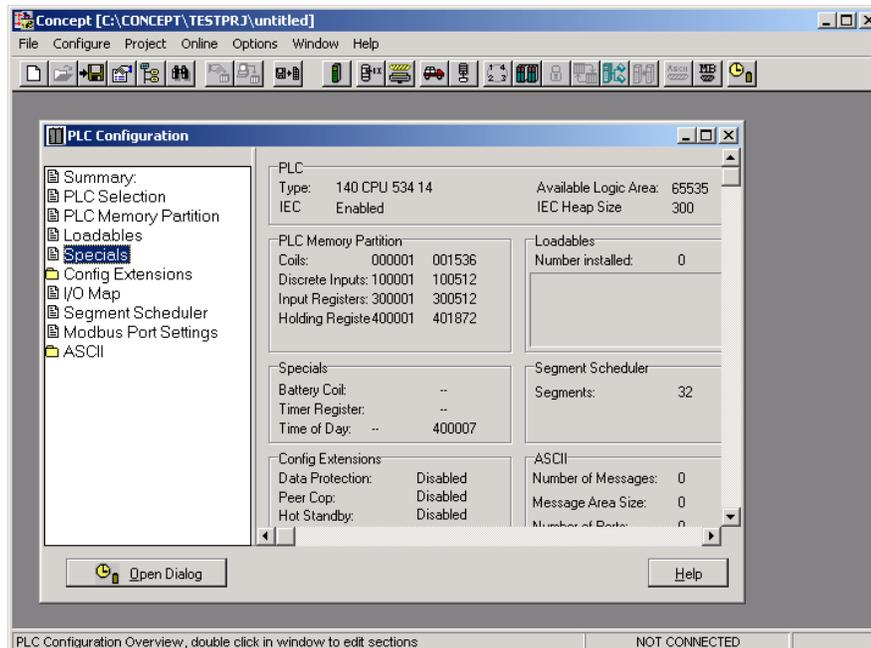 Concept [C:\CONCEPT\TESTPRJ\untitled]
File Configure Project Online Options Window Help
PLC Configuration
Summary:
PLC Selection
PLC Memory Partition
Loadables
Specials
Config Extensions
I/O Map
Segment Scheduler
Modbus Port Settings
ASCII
PLC
Type: 140 CPU 534 14 Available Logic Area: 65535
IEC Enabled IEC Heap Size 300
PLC Memory Partition
Coils: 000001 001536
Discrete Inputs: 100001 100512
Input Registers: 300001 300512
Holding Registe 400001 401872
Loadables
Number installed: 0
Specials
Battery Coil: --
Timer Register: --
Time of Day: -- 400007
Segment Scheduler
Segments: 32
Config Extensions
Data Protection: Disabled
Peer Cop: Disabled
Hot Standby: Disabled
ASCII
Number of Messages: 0
Message Area Size: 0
Number of Ports: 0
Open Dialog
Help
PLC Configuration Overview, double click in window to edit sections NOT CONNECTED